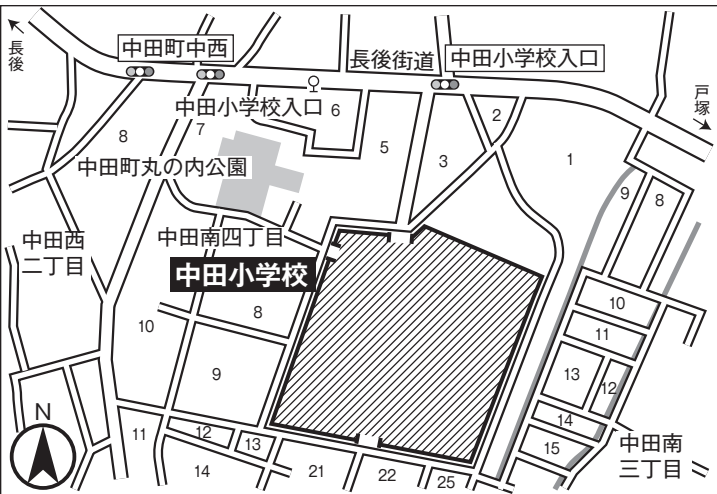 長後
中田町中西
長後街道
中田小学校入口
戸塚
中田小学校入口
6
2
8
7
5
3
1
中田町丸の内公園
9
8
中田西
二丁目
中田南四丁目
中田小学校
10
8
10
11
9
13
12
N
11
12
13
14
15
中田南
三丁目
14
21
22
25